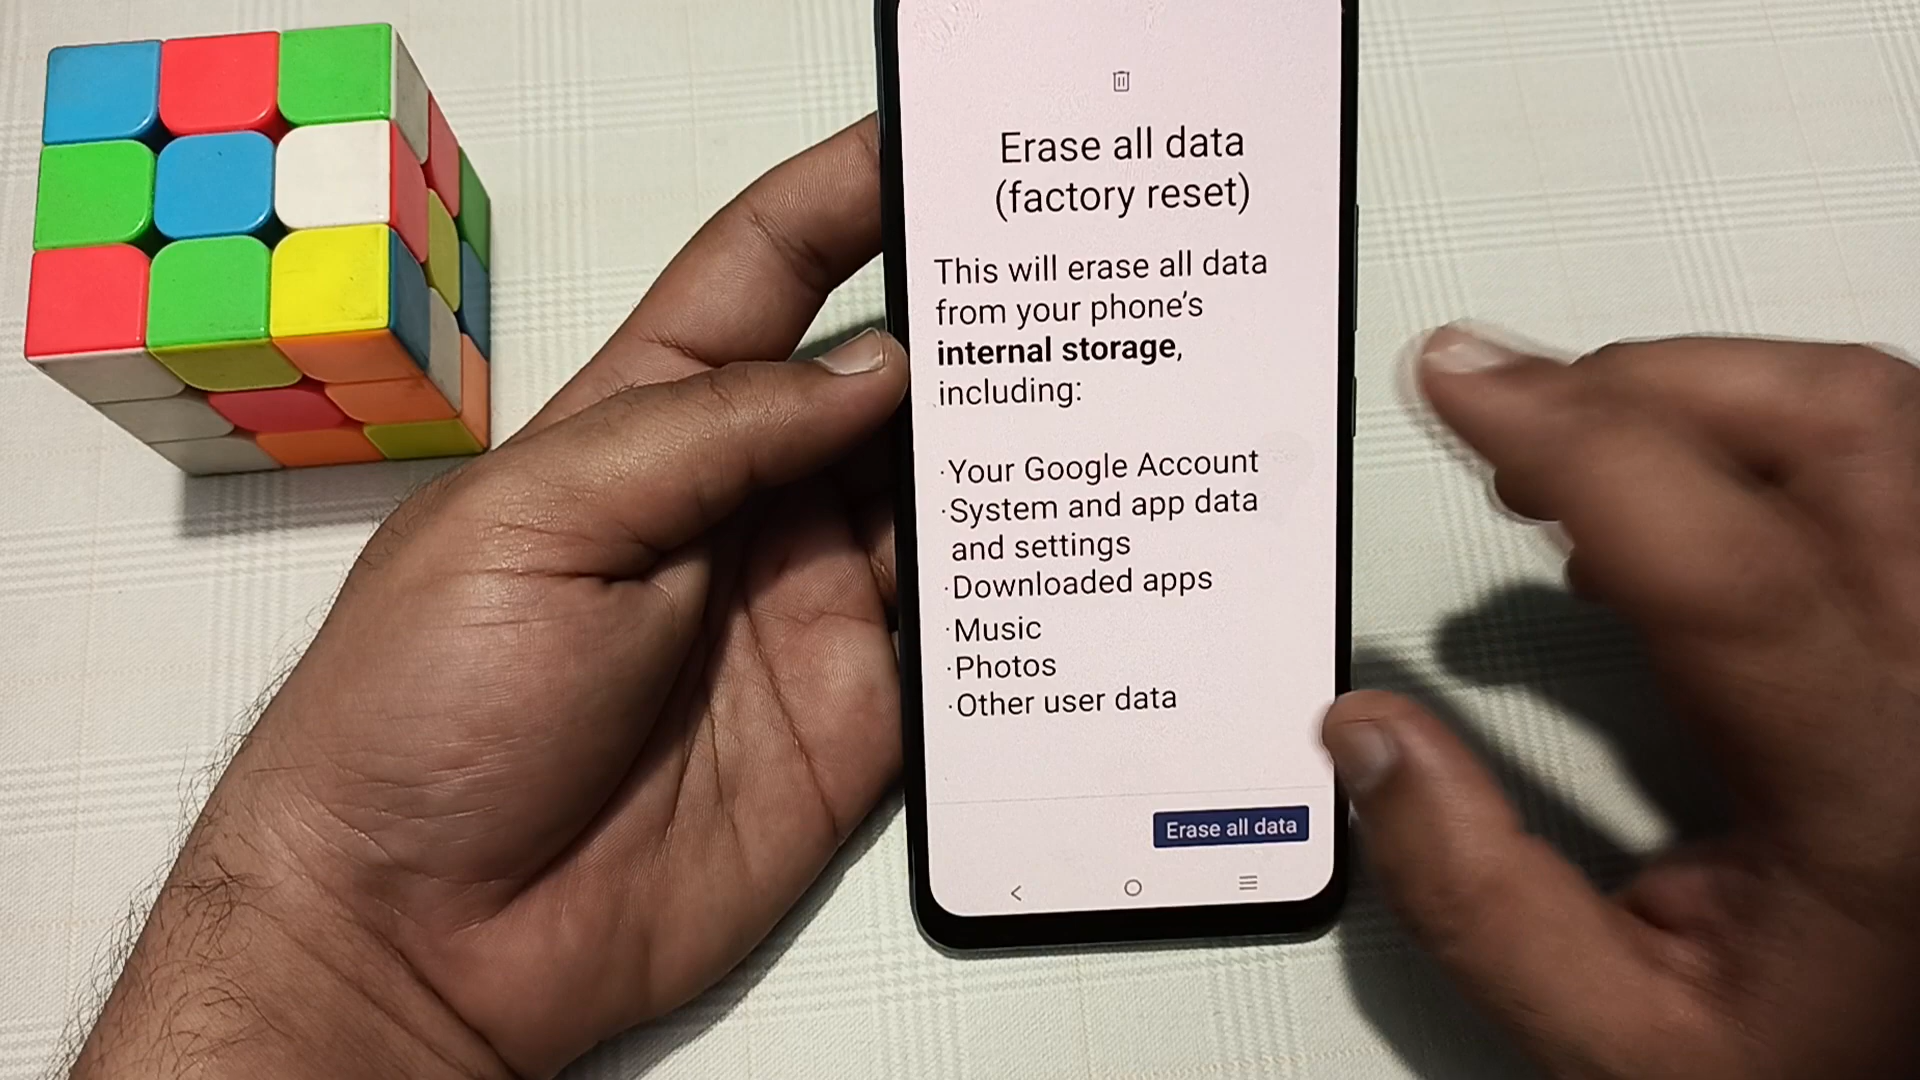 Erase all data
(factory reset)
This will erase all data
from your phone's
internal storage,
including:
·Your Google Account
·System and app data
and settings
·Downloaded apps
·Music
·Photos
·Other user data
Erase all data